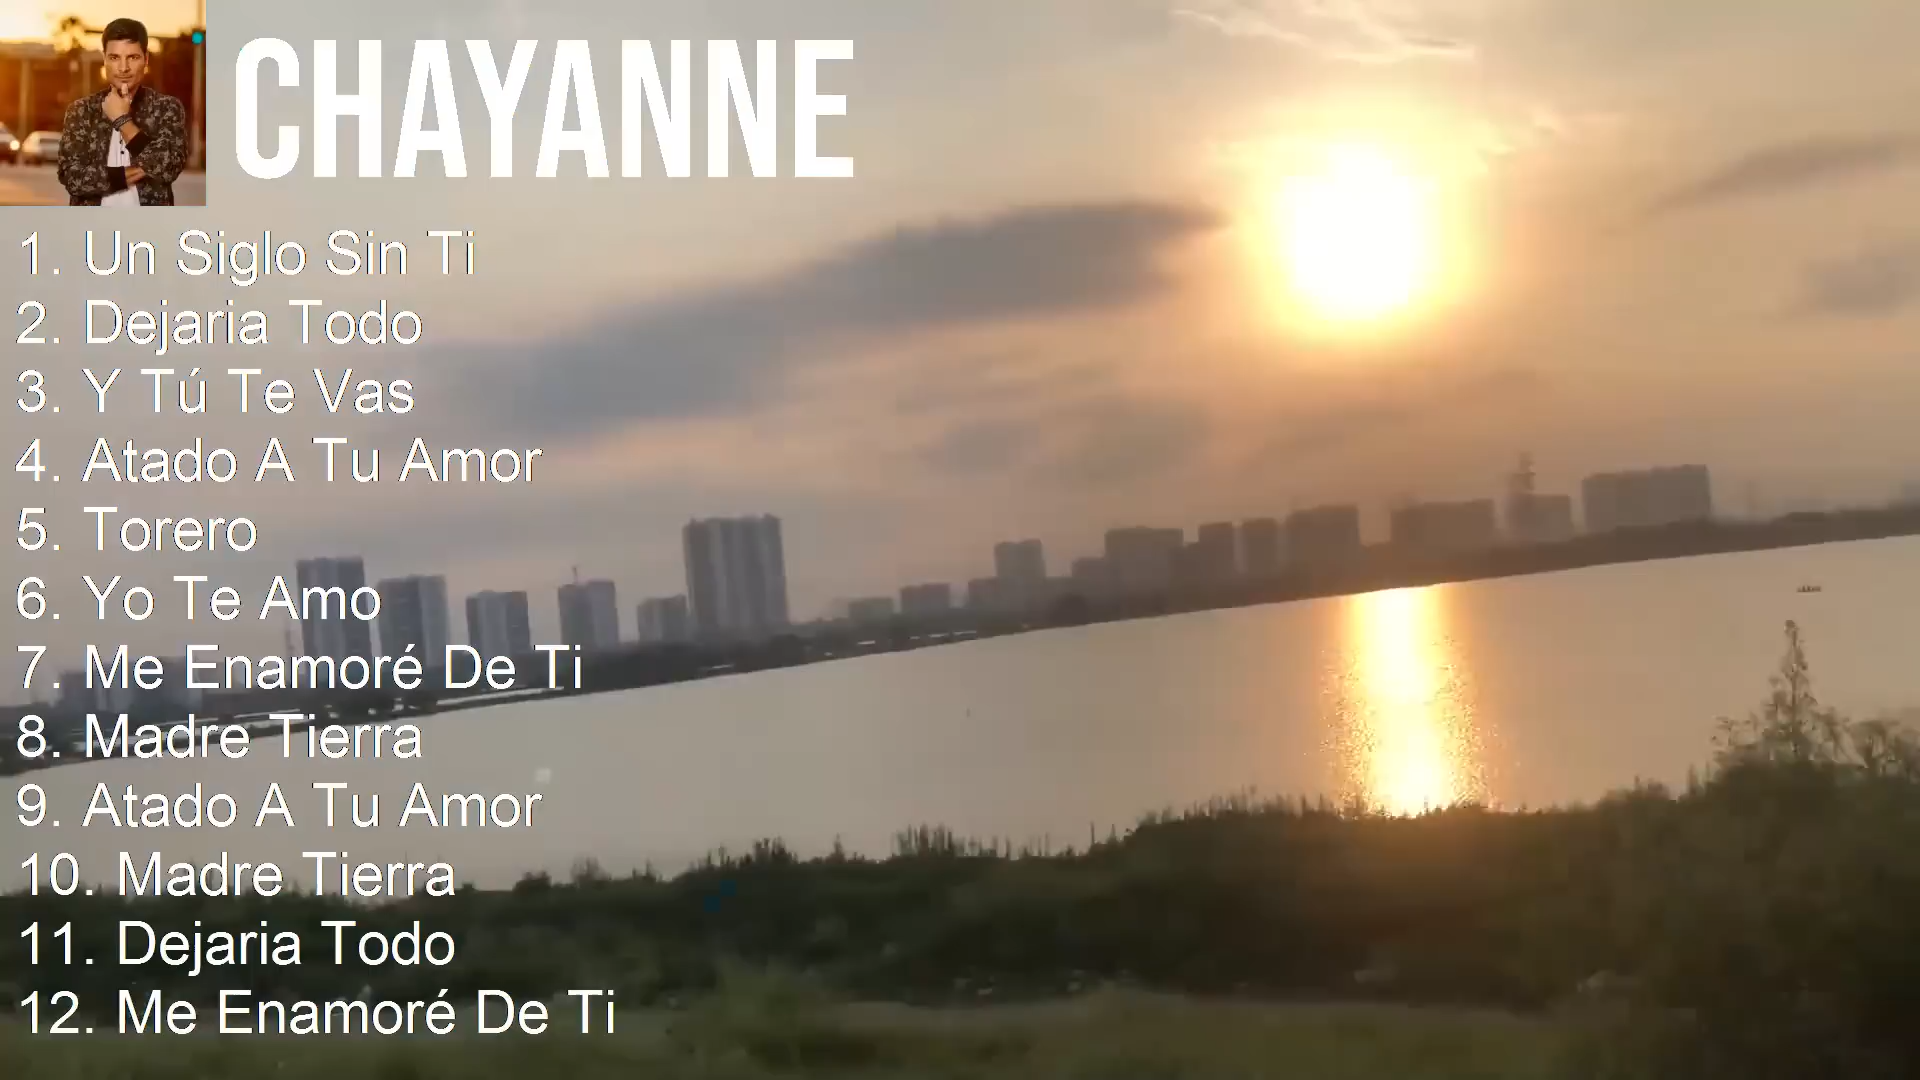 CHAYANNE
1. Un Siglo Sin Ti
2. Dejaria Todo
3. Y Tú Te Vas
4. Atado A Tu Amor
5. Torero
6. Yo Te Amo
7. Me Enamoré De Ti
8. Madre Tierra
9. Atado A Tu Amor
10. Madre Tierra
11. Dejaria Todo
12. Me Enamoré De Ti